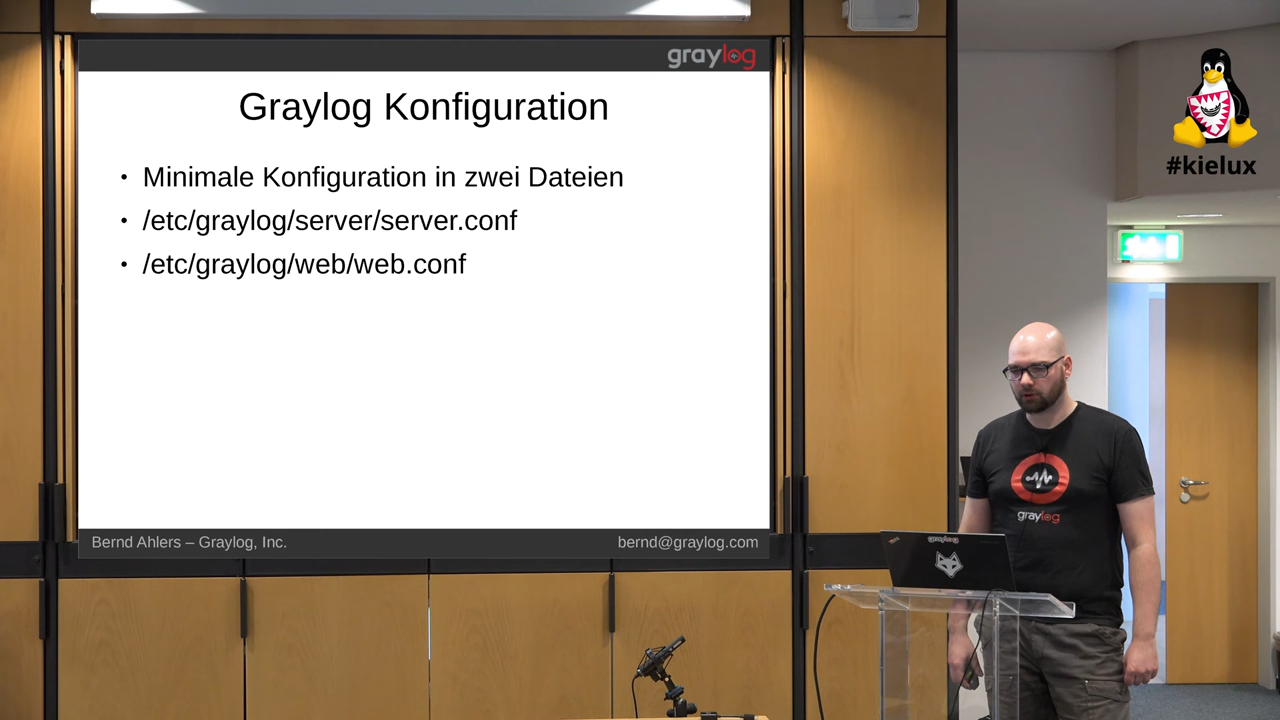 graylog
Graylog Konfiguration
• Minimale Konfiguration in zwei Dateien
• /etc/graylog/server/server.conf
• /etc/graylog/web/web.conf
Bernd Ahlers – Graylog, Inc.
bernd@graylog.com
#kielux
graylog
graylog